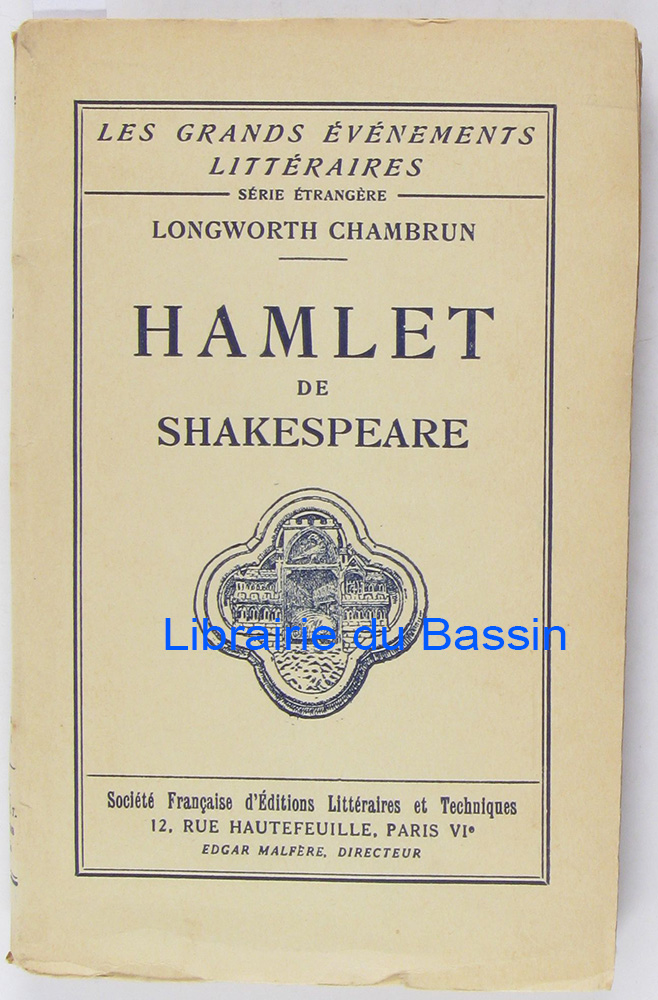 LES GRANDS ÉVÉNEMENTS
LITTÉRAIRES
SÉRIE ÉTRANGÈRE
LONGWORTH CHAMBRUN
HAMLET
DE
SHAKESPEARE
Librairie du Bassin
Société Française d'Éditions Littéraires et Techniques
12, RUE HAUTEFEUILLE, PARIS VIe
EDGAR MALFÈRE, DIRECTEUR